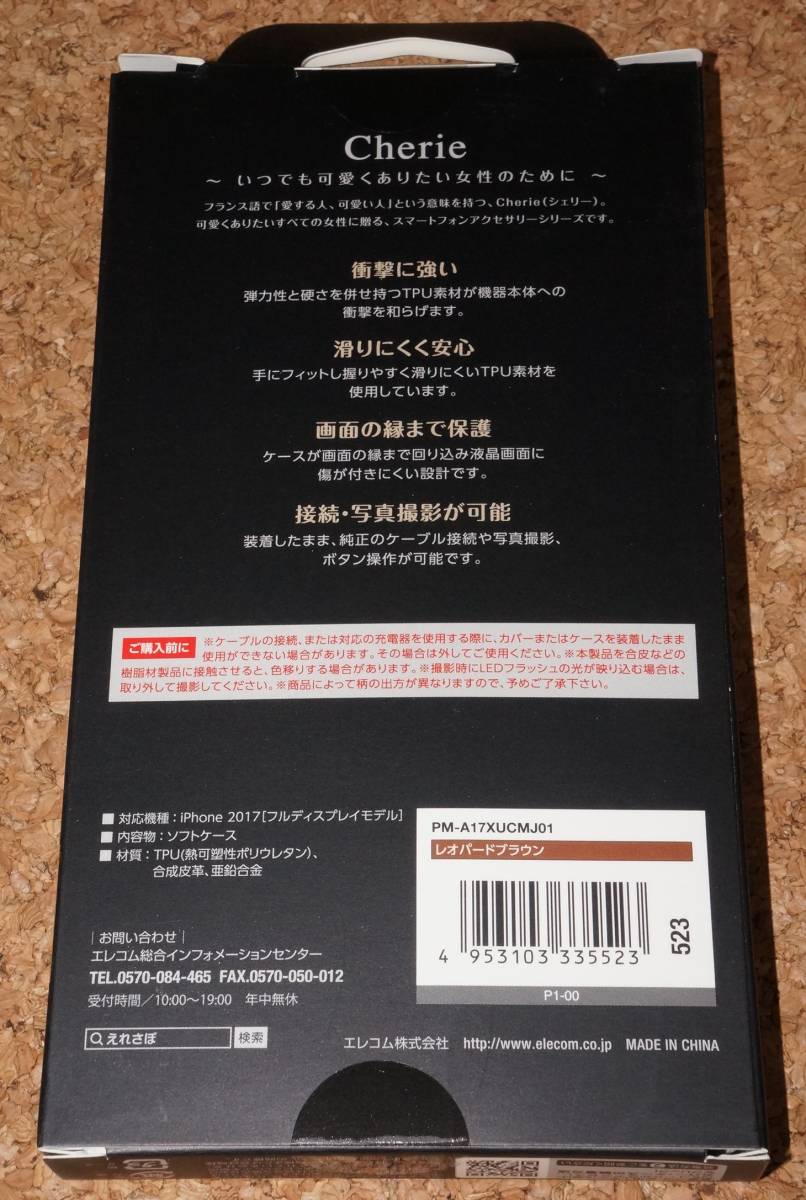 Cherie
～ いつでも可愛くありたい女性のために ～
フランス語で「愛する人、可愛い人」という意味を持つ、Cherie(シェリー)。
可愛くありたいすべての女性に贈る、スマートフォンアクセサリーシリーズです。
衝撃に強い
弾力性と硬さを併せ持つTPU素材が機器本体への
衝撃を和らげます。
滑りにくく安心
手にフィットし握りやすく滑りにくいTPU素材を
使用しています。
画面の縁まで保護
ケースが画面の縁まで回り込み液晶画面に
傷が付きにくい設計です。
接続・写真撮影が可能
装着したまま、純正のケーブル接続や写真撮影、
ボタン操作が可能です。
ご購入前に ※ケーブルの接続、または対応の充電器を使用する際に、カバーまたはケースを装着したまま
使用ができない場合があります。その場合は外してご使用ください。※本製品を合皮などの
樹脂材製品に接触させると、色移りする場合があります。※撮影時にLEDフラッシュの光が映り込む場合は、
取り外して撮影してください。※商品によって柄の出方が異なりますので、予めご了承下さい。
■ 対応機種：iPhone 2017[フルディスプレイモデル]
■ 内容物：ソフトケース
■ 材質：TPU(熱可塑性ポリウレタン)、
合成皮革、亜鉛合金
PM-A17XUCMJ01
レオパードブラウン
4 953103 335523
523
P1-00
| お問い合わせ |
エレコム総合インフォメーションセンター
TEL.0570-084-465 FAX.0570-050-012
受付時間／10:00～19:00 年中無休
えれさぽ 検索
エレコム株式会社 http://www.elecom.co.jp MADE IN CHINA